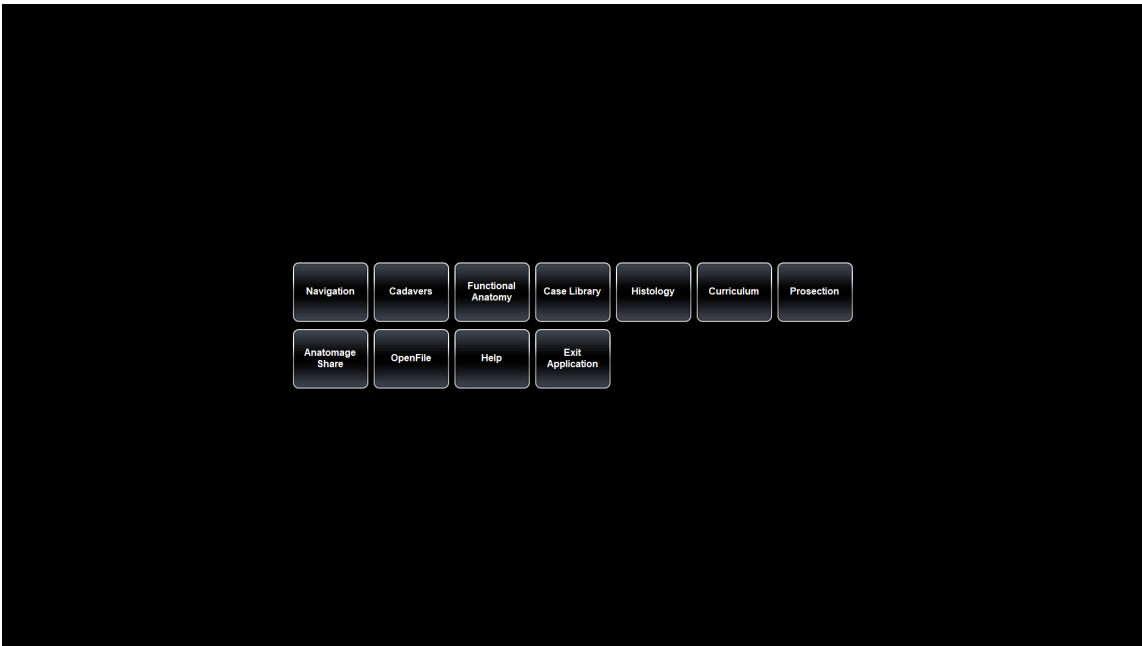 Navigation
Cadavers
Functional
Anatomy
Case Library
Histology
Curriculum
Prosection
Anatomage
Share
OpenFile
Help
Exit
Application